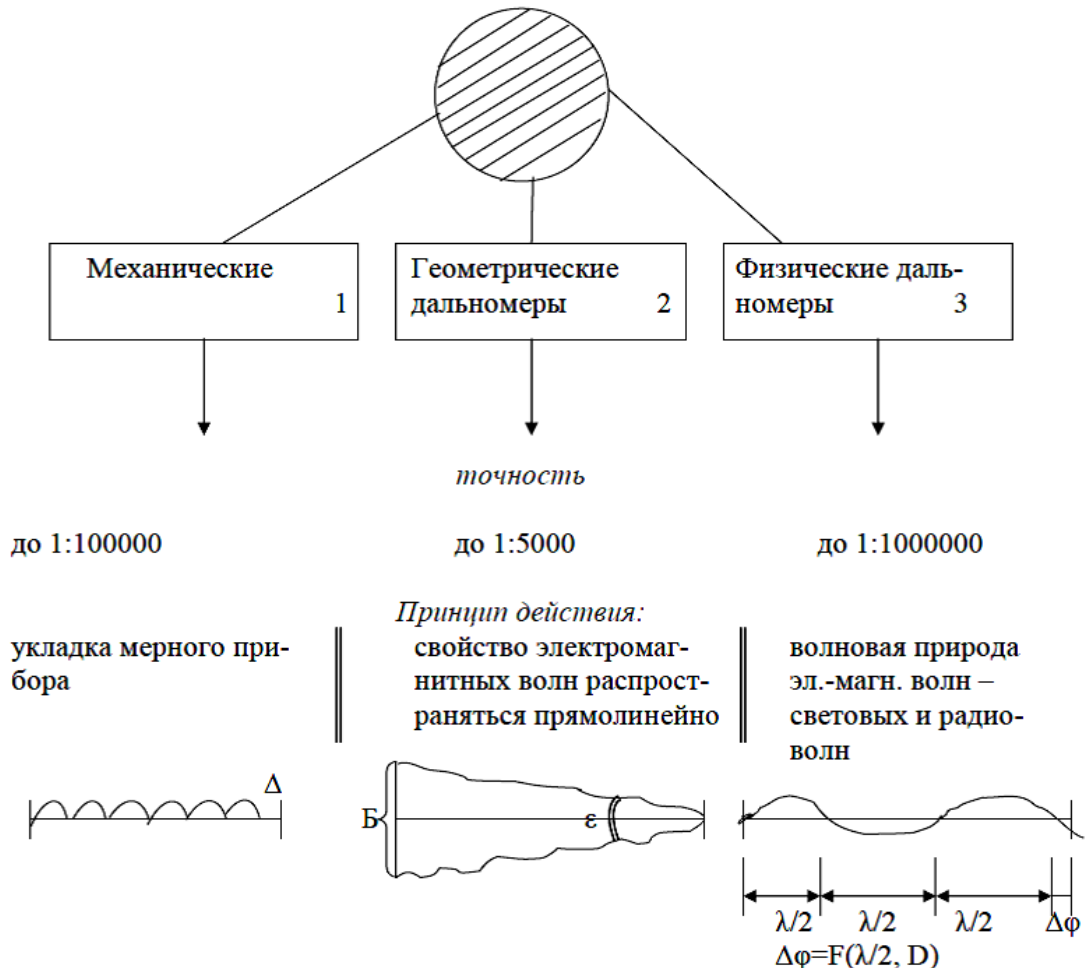 Механические
1
Геометрические
дальномеры 2
Физические даль-
номеры 3
точность
до 1:100000
до 1:5000
до 1:1000000
Принцип действия:
укладка мерного при-
бора
свойство электромаг-
нитных волн распрост-
раняться прямолинейно
волновая природа
эл.-магн. волн –
световых и радио-
волн
Δ
Б
ε
λ/2 λ/2 λ/2 Δφ
Δφ=F(λ/2, D)